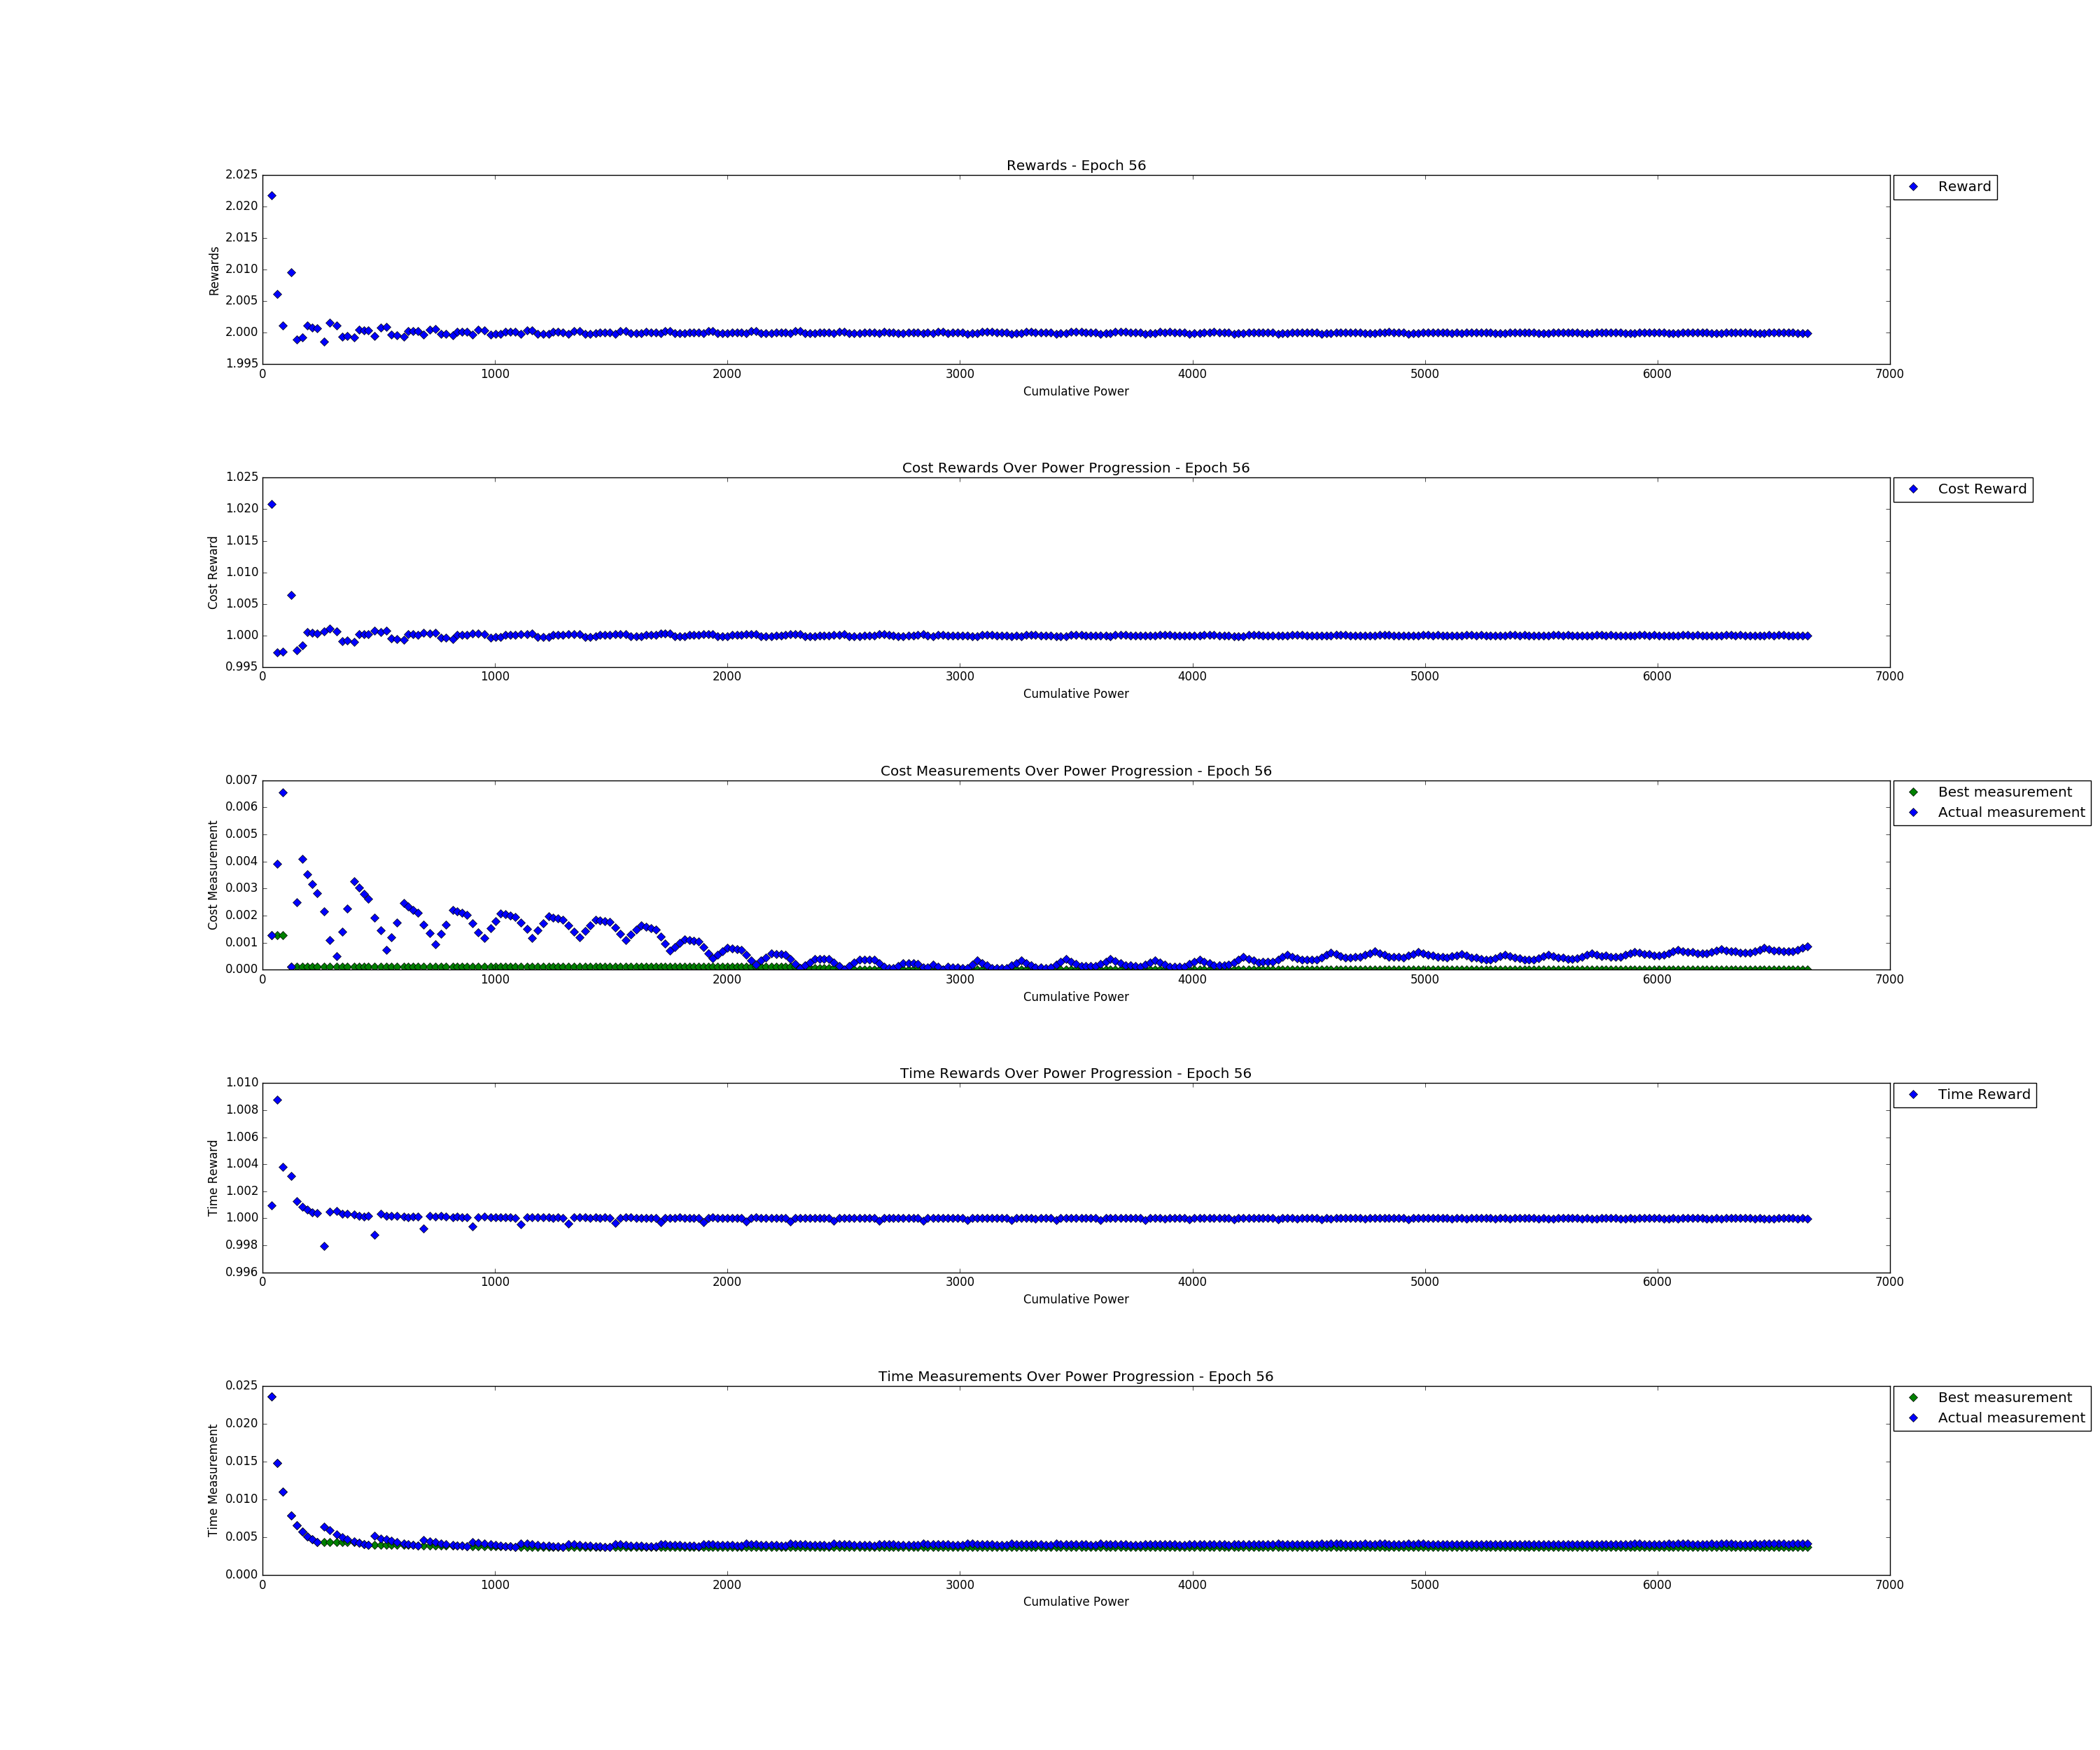 Rewards - Epoch 56
2.025
2.020
2.015
2.010
2.005
2.000
1.995
Rewards
0 1000 2000 3000 4000 5000 6000 7000
Cumulative Power
Reward
Cost Rewards Over Power Progression - Epoch 56
1.025
1.020
1.015
1.010
1.005
1.000
0.995
Cost Reward
0 1000 2000 3000 4000 5000 6000 7000
Cumulative Power
Cost Reward
Cost Measurements Over Power Progression - Epoch 56
0.007
0.006
0.005
0.004
0.003
0.002
0.001
0.000
Cost Measurement
0 1000 2000 3000 4000 5000 6000 7000
Cumulative Power
Best measurement
Actual measurement
Time Rewards Over Power Progression - Epoch 56
1.010
1.008
1.006
1.004
1.002
1.000
0.998
0.996
Time Reward
0 1000 2000 3000 4000 5000 6000 7000
Cumulative Power
Time Reward
Time Measurements Over Power Progression - Epoch 56
0.025
0.020
0.015
0.010
0.005
0.000
Time Measurement
0 1000 2000 3000 4000 5000 6000 7000
Cumulative Power
Best measurement
Actual measurement